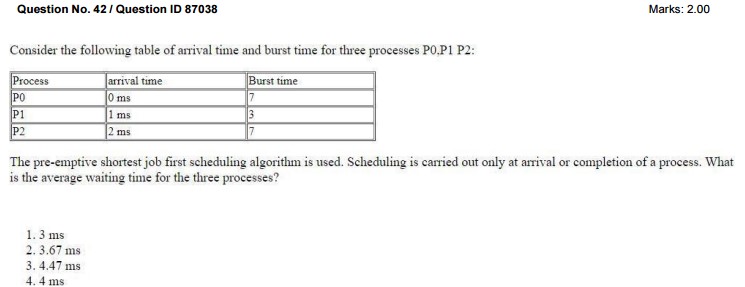 Question No. 42 / Question ID 87038 Marks: 2.00
Consider the following table of arrival time and burst time for three processes P0,P1 P2:
Process arrival time Burst time
P0 0 ms 7
P1 1 ms 3
P2 2 ms 7
The pre-emptive shortest job first scheduling algorithm is used. Scheduling is carried out only at arrival or completion of a process. What
is the average waiting time for the three processes?
1. 3 ms
2. 3.67 ms
3. 4.47 ms
4. 4 ms